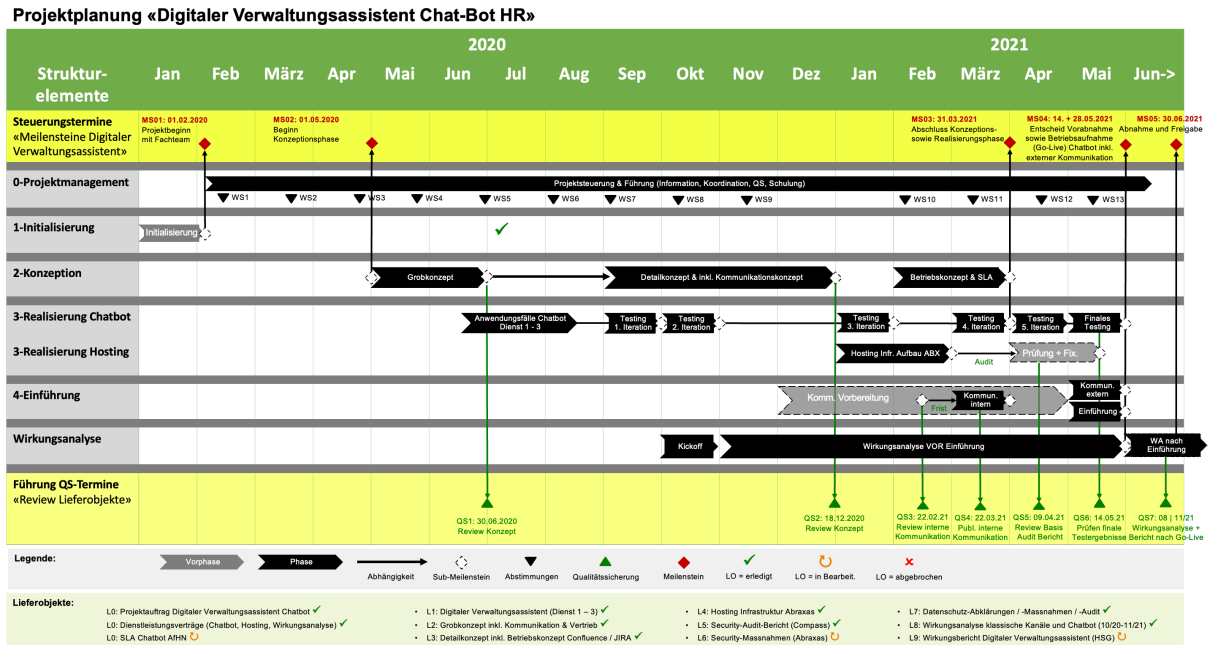 Projektplanung «Digitaler Verwaltungsassistent Chat-Bot HR»
2020
2021
Struktur-
elemente
Jan
Feb
März
Apr
Mai
Jun
Jul
Aug
Sep
Okt
Nov
Dez
Jan
Feb
März
Apr
Mai
Jun->
Steuerungstermine
«Meilensteine Digitaler
Verwaltungsassistent»
MS01: 01.02.2020
Projektbeginn
mit Fachteam
MS02: 01.05.2020
Beginn
Konzeptionsphase
MS03: 31.03.2021
Abschluss Konzeptions-
sowie Realisierungsphase
MS04: 14. + 28.05.2021
Entscheid Vorabnahme
sowie Betriebsaufnahme
(Go-Live) Chatbot inkl.
externer Kommunikation
MS05: 30.06.2021
Abnahme und Freigabe
0-Projektmanagement
Projektsteuerung & Führung (Information, Koordination, QS, Schulung)
WS1
WS2
WS3
WS4
WS5
WS6
WS7
WS8
WS9
WS10
WS11
WS12
WS13
1-Initialisierung
Initialisierung
2-Konzeption
Grobkonzept
Detailkonzept & inkl. Kommunikationskonzept
Betriebskonzept & SLA
3-Realisierung Chatbot
Anwendungsfälle Chatbot
Dienst 1 - 3
Testing
1. Iteration
Testing
2. Iteration
Testing
3. Iteration
Testing
4. Iteration
Testing
5. Iteration
Finales
Testing
3-Realisierung Hosting
Hosting Infr. Aufbau ABX
Audit
Prüfung + Fix.
4-Einführung
Komm. Vorbereitung
Frist
Kommun.
intern
Kommun.
extern
Einführung
Wirkungsanalyse
Kickoff
Wirkungsanalyse VOR Einführung
WA nach
Einführung
Führung QS-Termine
«Review Lieferobjekte»
QS1: 30.06.2020
Review Konzept
QS2: 18.12.2020
Review Konzept
QS3: 22.02.21
Review interne
Kommunikation
QS4: 22.03.21
Publ. interne
Kommunikation
QS5: 09.04.21
Review Basis
Audit Bericht
QS6: 14.05.21
Prüfen finale
Testergebnisse
QS7: 08 | 11/21
Wirkungsanalyse +
Bericht nach Go-Live
Legende:
Vorphase
Phase
Abhängigkeit
Sub-Meilenstein
Abstimmungen
Qualitätssicherung
Meilenstein
LO = erledigt
LO = in Bearbeit.
LO = abgebrochen
Lieferobjekte:
L0: Projektauftrag Digitaler Verwaltungsassistent Chatbot
L0: Dienstleistungsverträge (Chatbot, Hosting, Wirkungsanalyse)
L0: SLA Chatbot AfHN
• L1: Digitaler Verwaltungsassistent (Dienst 1 – 3)
• L2: Grobkonzept inkl. Kommunikation & Vertrieb
• L3: Detailkonzept inkl. Betriebskonzept Confluence / JIRA
• L4: Hosting Infrastruktur Abraxas
• L5: Security-Audit-Bericht (Compass)
• L6: Security-Massnahmen (Abraxas)
• L7: Datenschutz-Abklärungen / -Massnahmen / -Audit
• L8: Wirkungsanalyse klassische Kanäle und Chatbot (10/20-11/21)
• L9: Wirkungsbericht Digitaler Verwaltungsassistent (HSG)